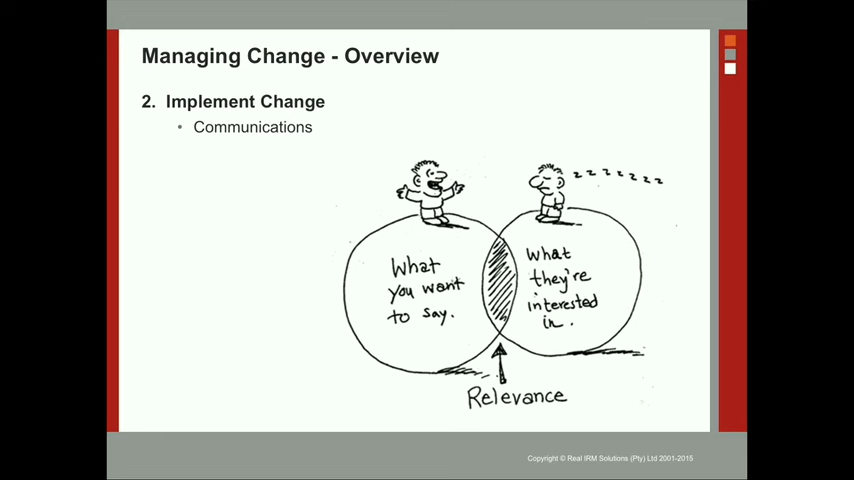 Managing Change - Overview
2. Implement Change
• Communications
z z z z z z z
What
you want
to say.
What
they're
interested
in.
Relevance
Copyright © Real IRM Solutions (Pty) Ltd 2001-2015